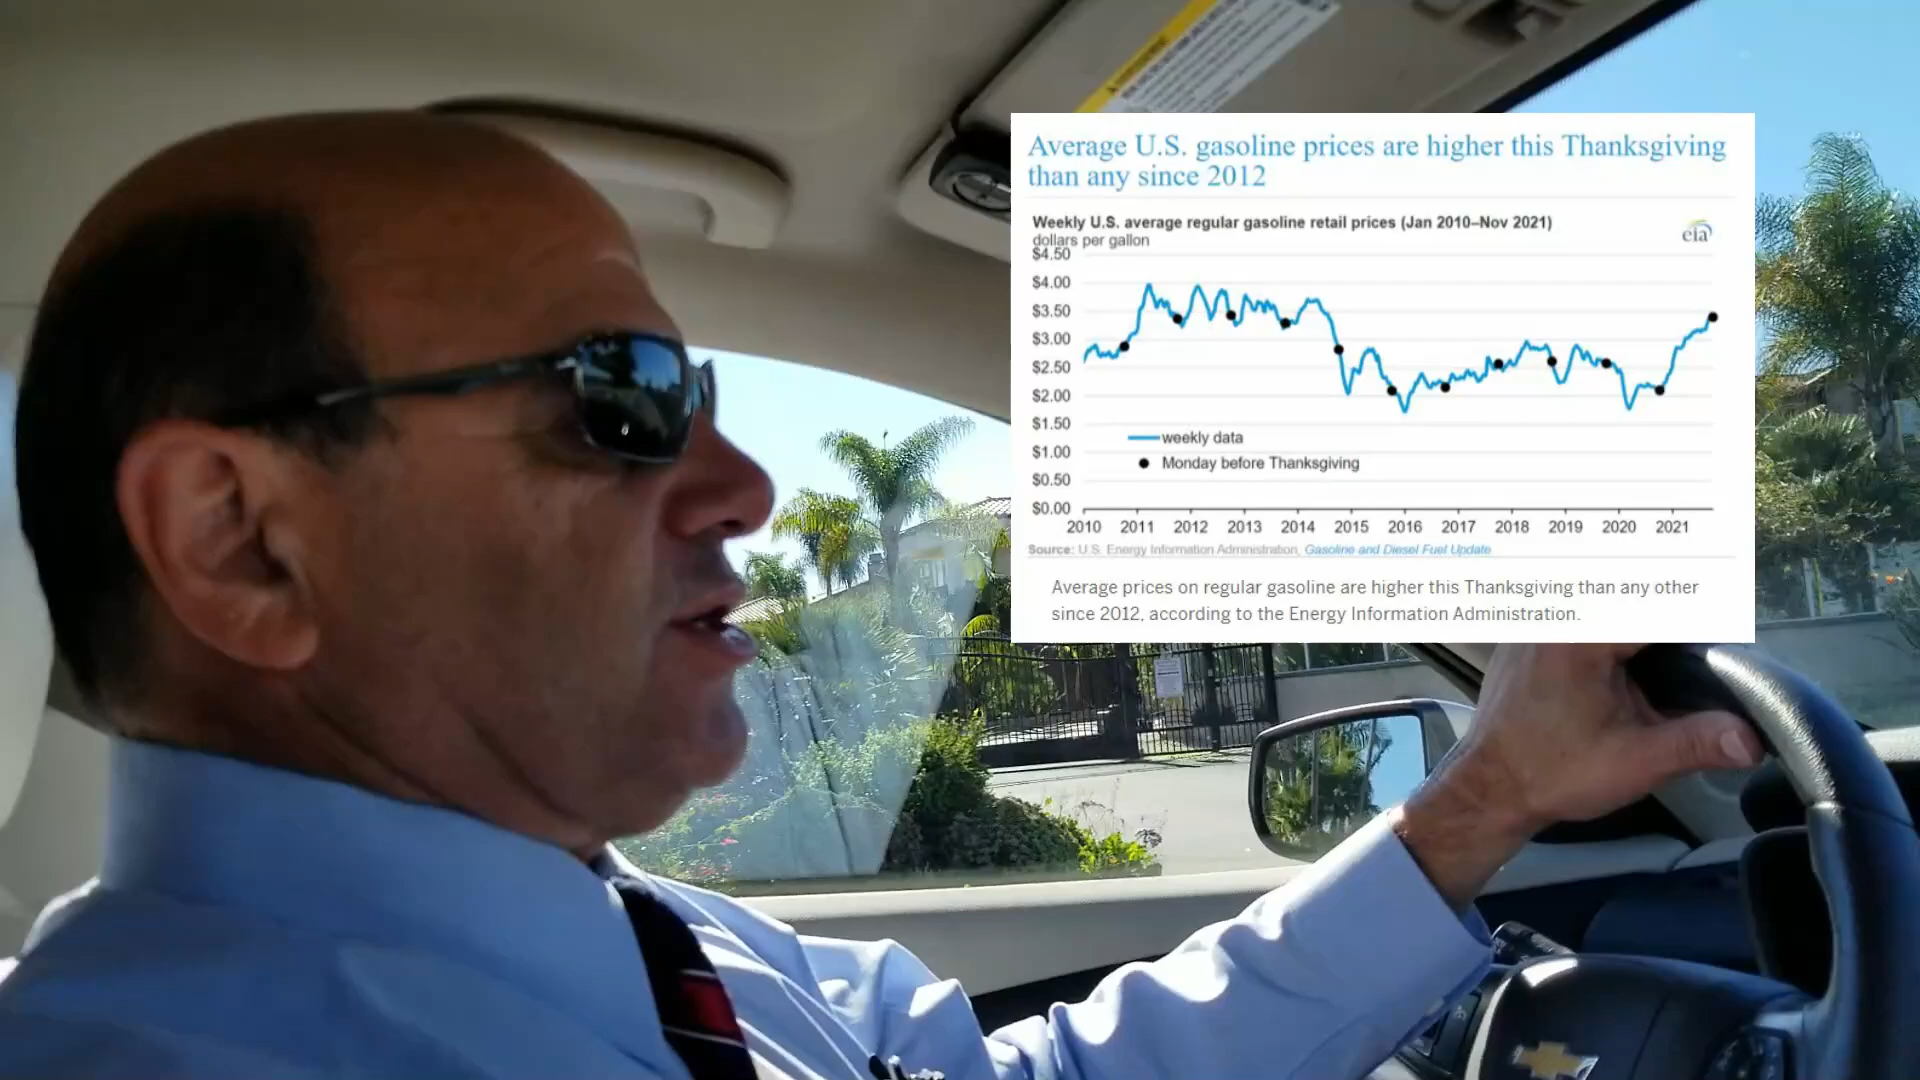 WARNING
Average U.S. gasoline prices are higher this Thanksgiving
than any since 2012
Weekly U.S. average regular gasoline retail prices (Jan 2010–Nov 2021)
dollars per gallon
eia
$4.50
$4.00
$3.50
$3.00
$2.50
$2.00
$1.50
$1.00
$0.50
$0.00
weekly data
Monday before Thanksgiving
2010 2011 2012 2013 2014 2015 2016 2017 2018 2019 2020 2021
Source: U.S. Energy Information Administration, Gasoline and Diesel Fuel Update
Average prices on regular gasoline are higher this Thanksgiving than any other
since 2012, according to the Energy Information Administration.